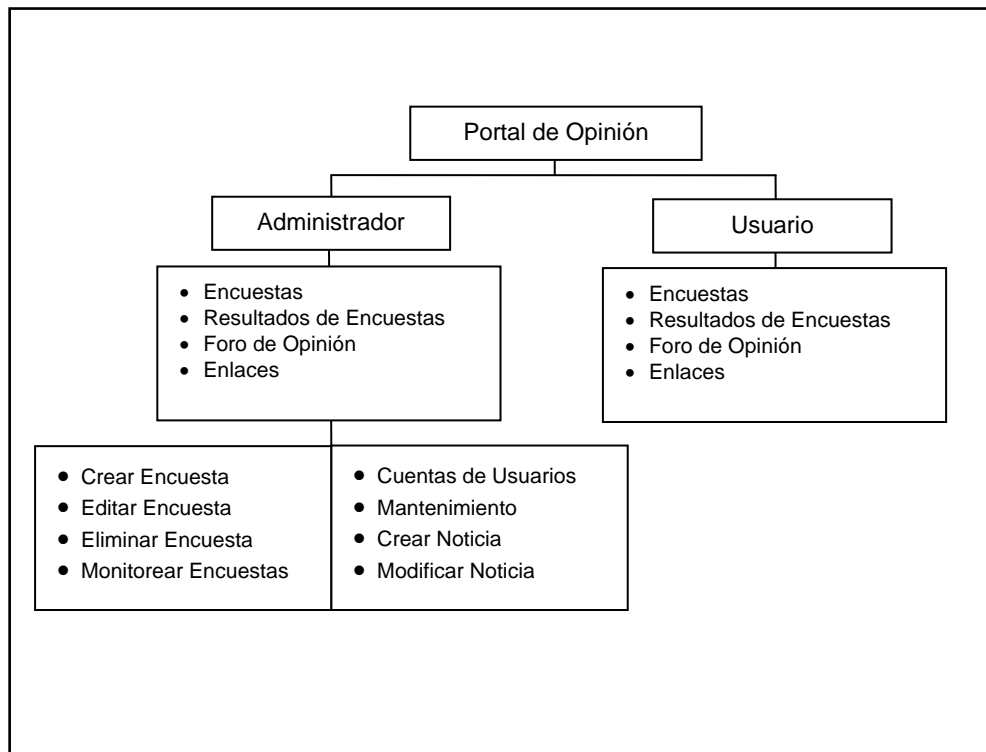 Portal de Opinión
Administrador
Usuario
• Encuestas
• Resultados de Encuestas
• Foro de Opinión
• Enlaces
• Encuestas
• Resultados de Encuestas
• Foro de Opinión
• Enlaces
• Crear Encuesta
• Editar Encuesta
• Eliminar Encuesta
• Monitorear Encuestas
• Cuentas de Usuarios
• Mantenimiento
• Crear Noticia
• Modificar Noticia